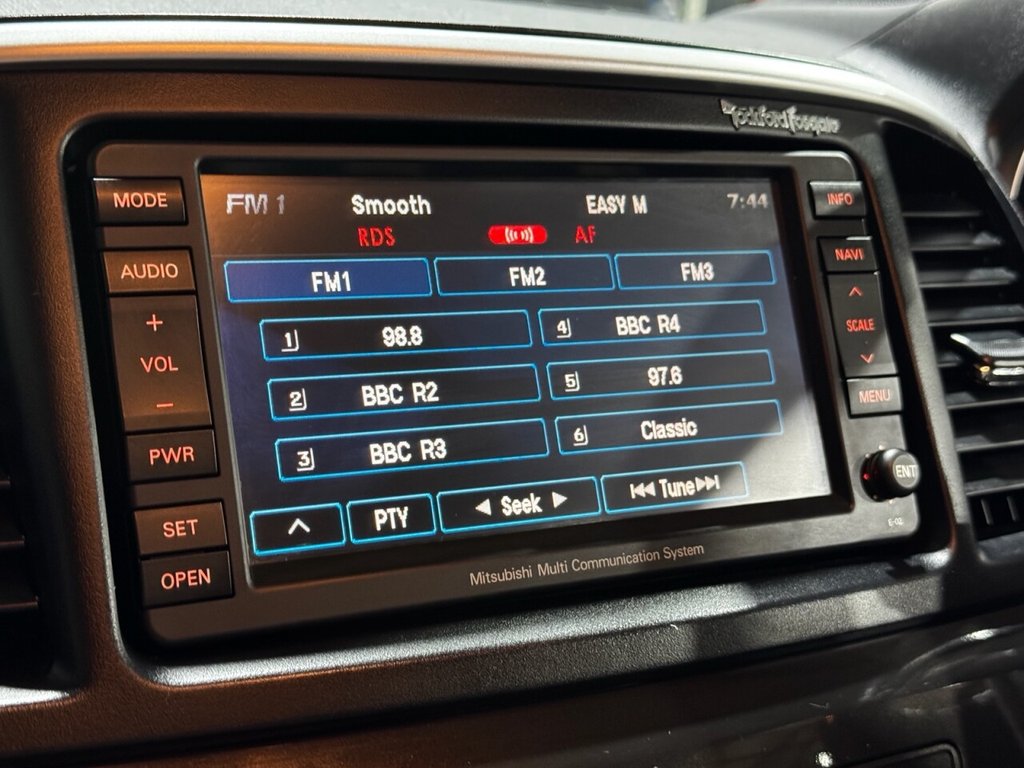 Rockford Fosgate
MODE
AUDIO
+
VOL
−
PWR
SET
OPEN
FM 1 Smooth EASY M 7:44
RDS AF
FM1 FM2 FM3
1 98.8
2 BBC R2
3 BBC R3
4 BBC R4
5 97.6
6 Classic
PTY ◀ Seek ▶ Tune
INFO
NAVI
SCALE
MENU
ENT
E-02
Mitsubishi Multi Communication System